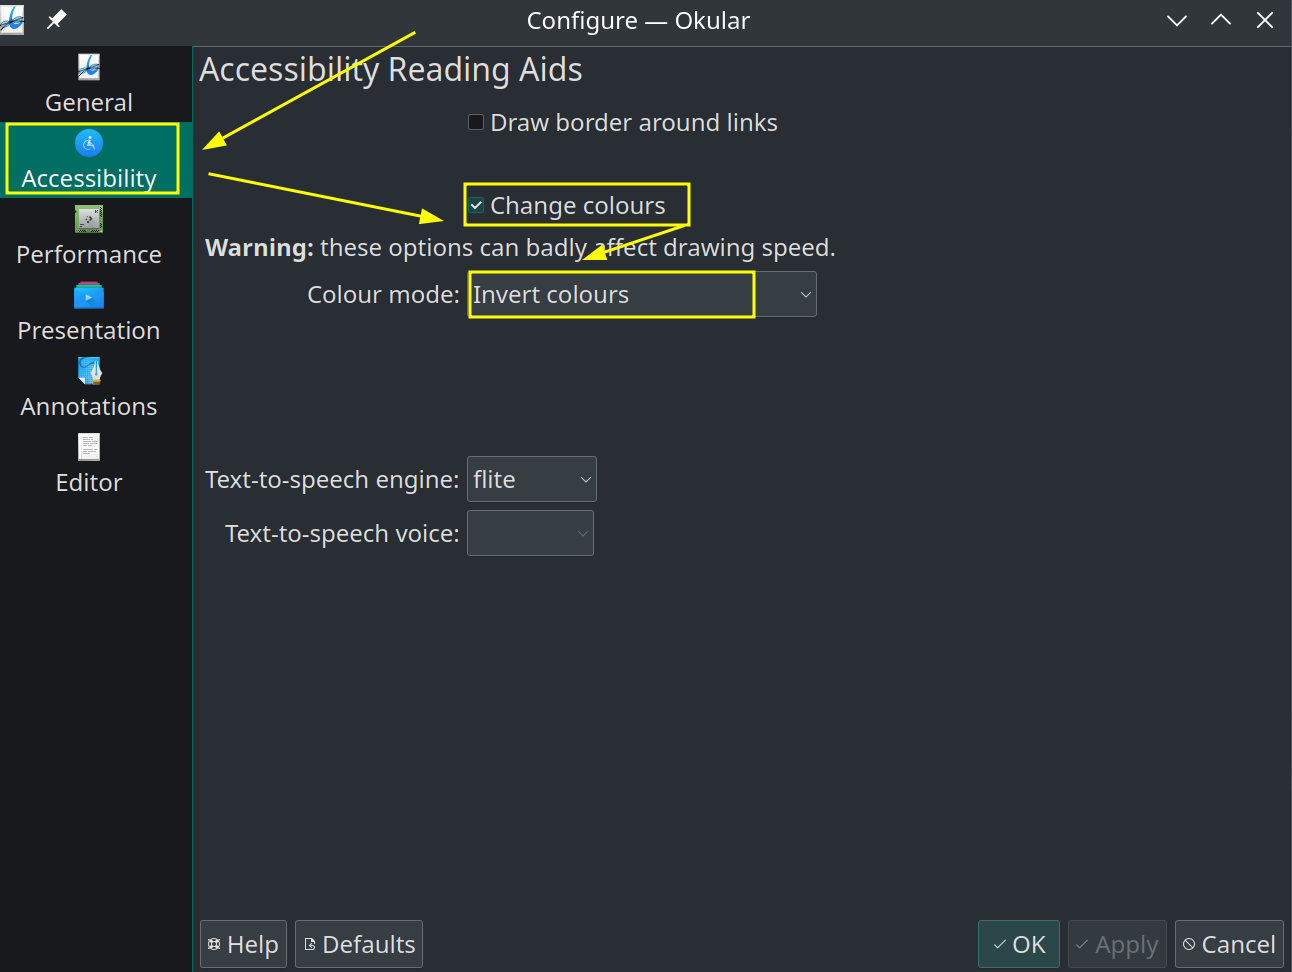 Configure — Okular
General
Accessibility
Performance
Presentation
Annotations
Editor
Accessibility Reading Aids
Draw border around links
Change colours
Warning: these options can badly affect drawing speed.
Colour mode: Invert colours
Text-to-speech engine: flite
Text-to-speech voice:
Help Defaults OK Apply Cancel